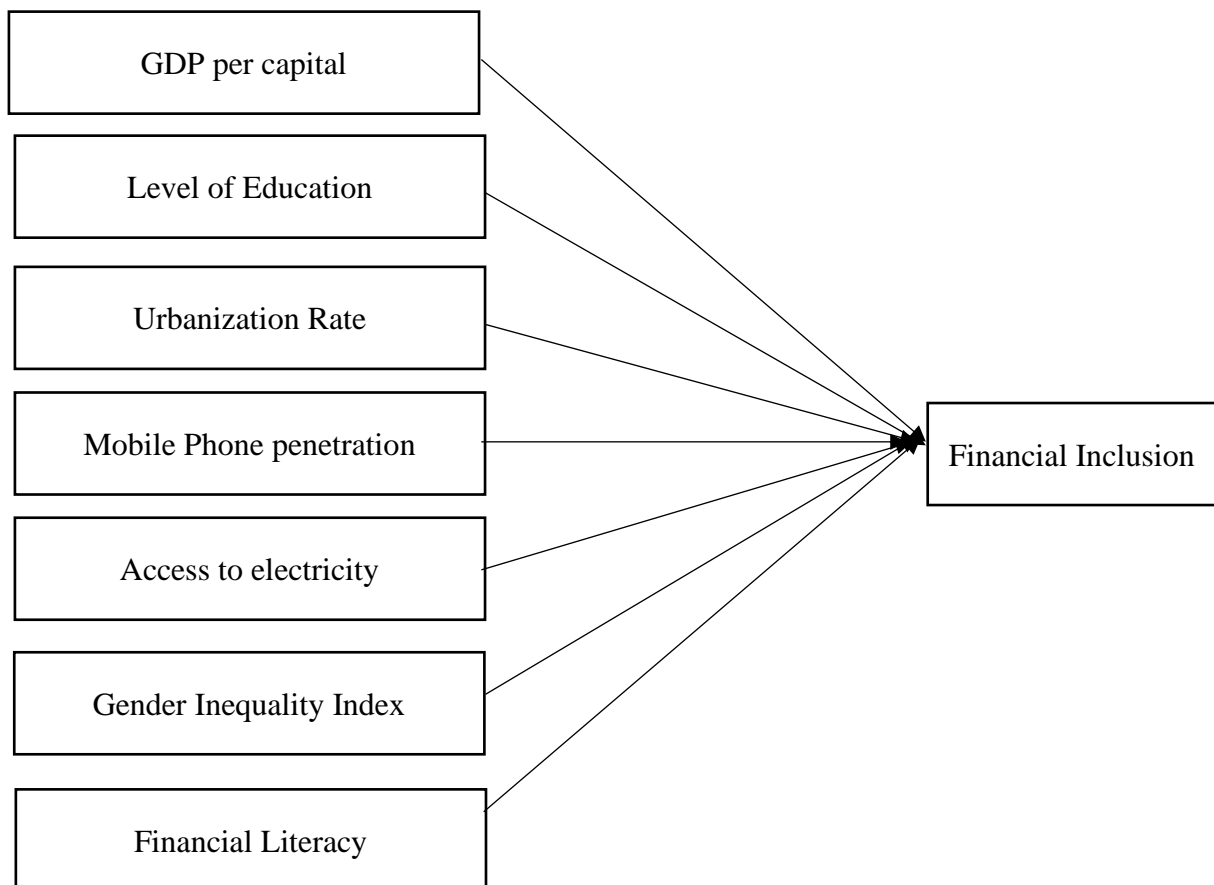 GDP per capital
Level of Education
Urbanization Rate
Mobile Phone penetration
Financial Inclusion
Access to electricity
Gender Inequality Index
Financial Literacy